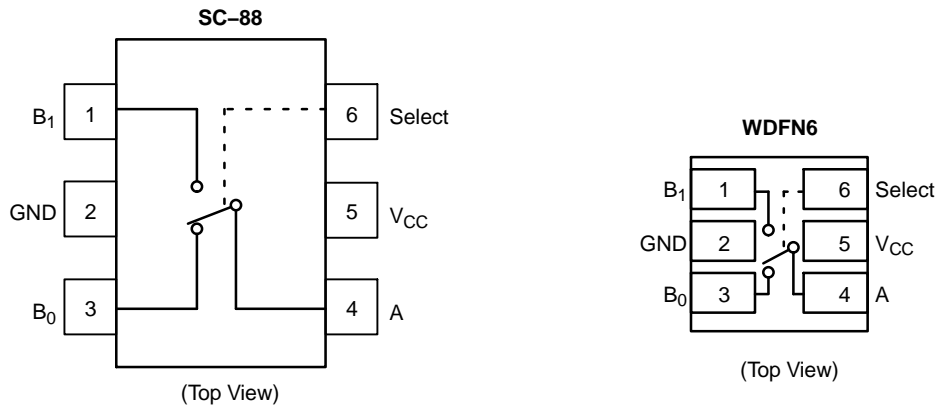 SC–88
B1 1 6 Select
GND 2 5 VCC
B0 3 4 A
(Top View)
WDFN6
B1 1 6 Select
GND 2 5 VCC
B0 3 4 A
(Top View)